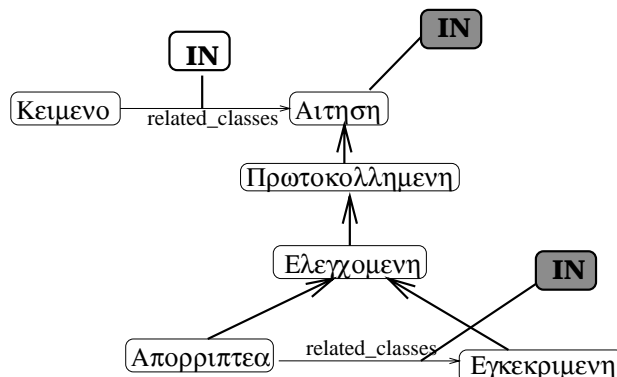 IN
IN
Κειμενο
related_classes
Αιτηση
Πρωτοκολλημενη
Ελεγχομενη
IN
Απορριπτεα
related_classes
Εγκεκριμενη